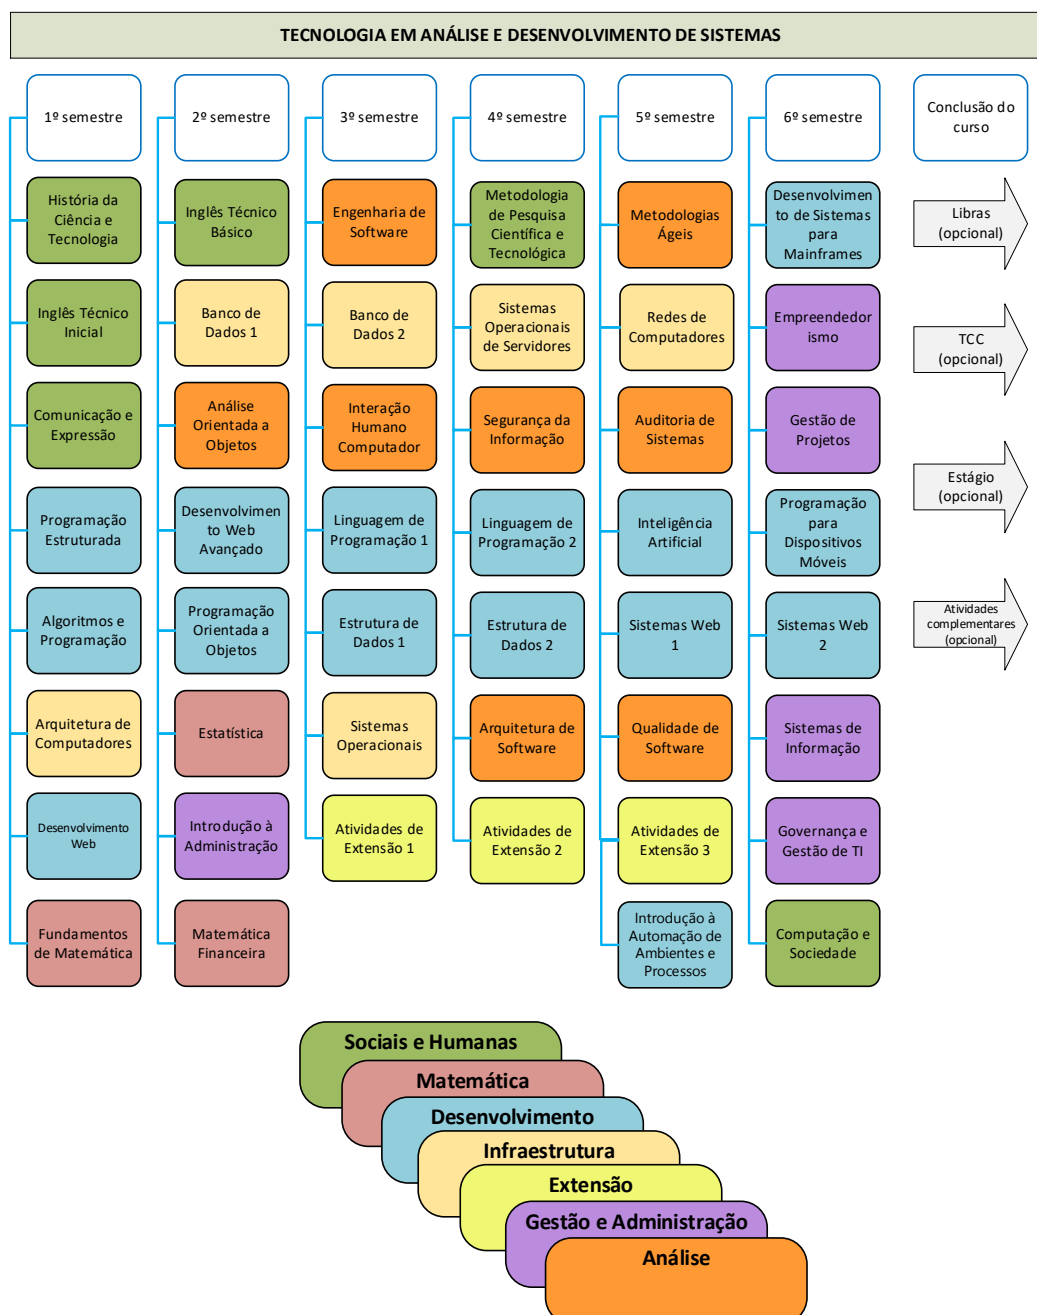 TECNOLOGIA EM ANÁLISE E DESENVOLVIMENTO DE SISTEMAS
1º semestre
2º semestre
3º semestre
4º semestre
5º semestre
6º semestre
Conclusão do
curso
História da
Ciência e
Tecnologia
Inglês Técnico
Básico
Engenharia de
Software
Metodologia
de Pesquisa
Científica e
Tecnológica
Metodologias
Ágeis
Desenvolvimen
to de Sistemas
para
Mainframes
Libras
(opcional)
Inglês Técnico
Inicial
Banco de
Dados 1
Banco de
Dados 2
Sistemas
Operacionais
de Servidores
Redes de
Computadores
Empreendedor
ismo
TCC
(opcional)
Comunicação e
Expressão
Análise
Orientada a
Objetos
Interação
Humano
Computador
Segurança da
Informação
Auditoria de
Sistemas
Gestão de
Projetos
Estágio
(opcional)
Programação
Estruturada
Desenvolvimen
to Web
Avançado
Linguagem de
Programação 1
Linguagem de
Programação 2
Inteligência
Artificial
Programação
para
Dispositivos
Móveis
Atividades
complementares
(opcional)
Algoritmos e
Programação
Programação
Orientada a
Objetos
Estrutura de
Dados 1
Estrutura de
Dados 2
Sistemas Web
1
Sistemas Web
2
Arquitetura de
Computadores
Estatística
Sistemas
Operacionais
Arquitetura de
Software
Qualidade de
Software
Sistemas de
Informação
Desenvolvimento
Web
Introdução à
Administração
Atividades de
Extensão 1
Atividades de
Extensão 2
Atividades de
Extensão 3
Governança e
Gestão de TI
Fundamentos
de Matemática
Matemática
Financeira
Introdução à
Automação de
Ambientes e
Processos
Computação e
Sociedade
Sociais e Humanas
Matemática
Desenvolvimento
Infraestrutura
Extensão
Gestão e Administração
Análise